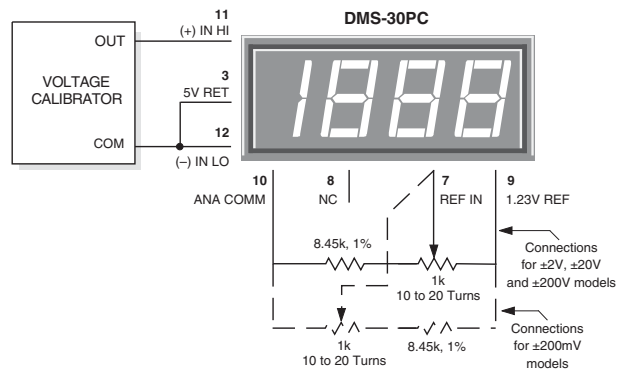 DMS-30PC
11
(+) IN HI
OUT
3
5V RET
VOLTAGE
CALIBRATOR
12
COM
(–) IN LO
1888
10
ANA COMM
8
NC
7
REF IN
9
1.23V REF
8.45k, 1%
1k
10 to 20 Turns
Connections
for ±2V, ±20V
and ±200V models
1k
10 to 20 Turns
8.45k, 1%
Connections
for ±200mV
models